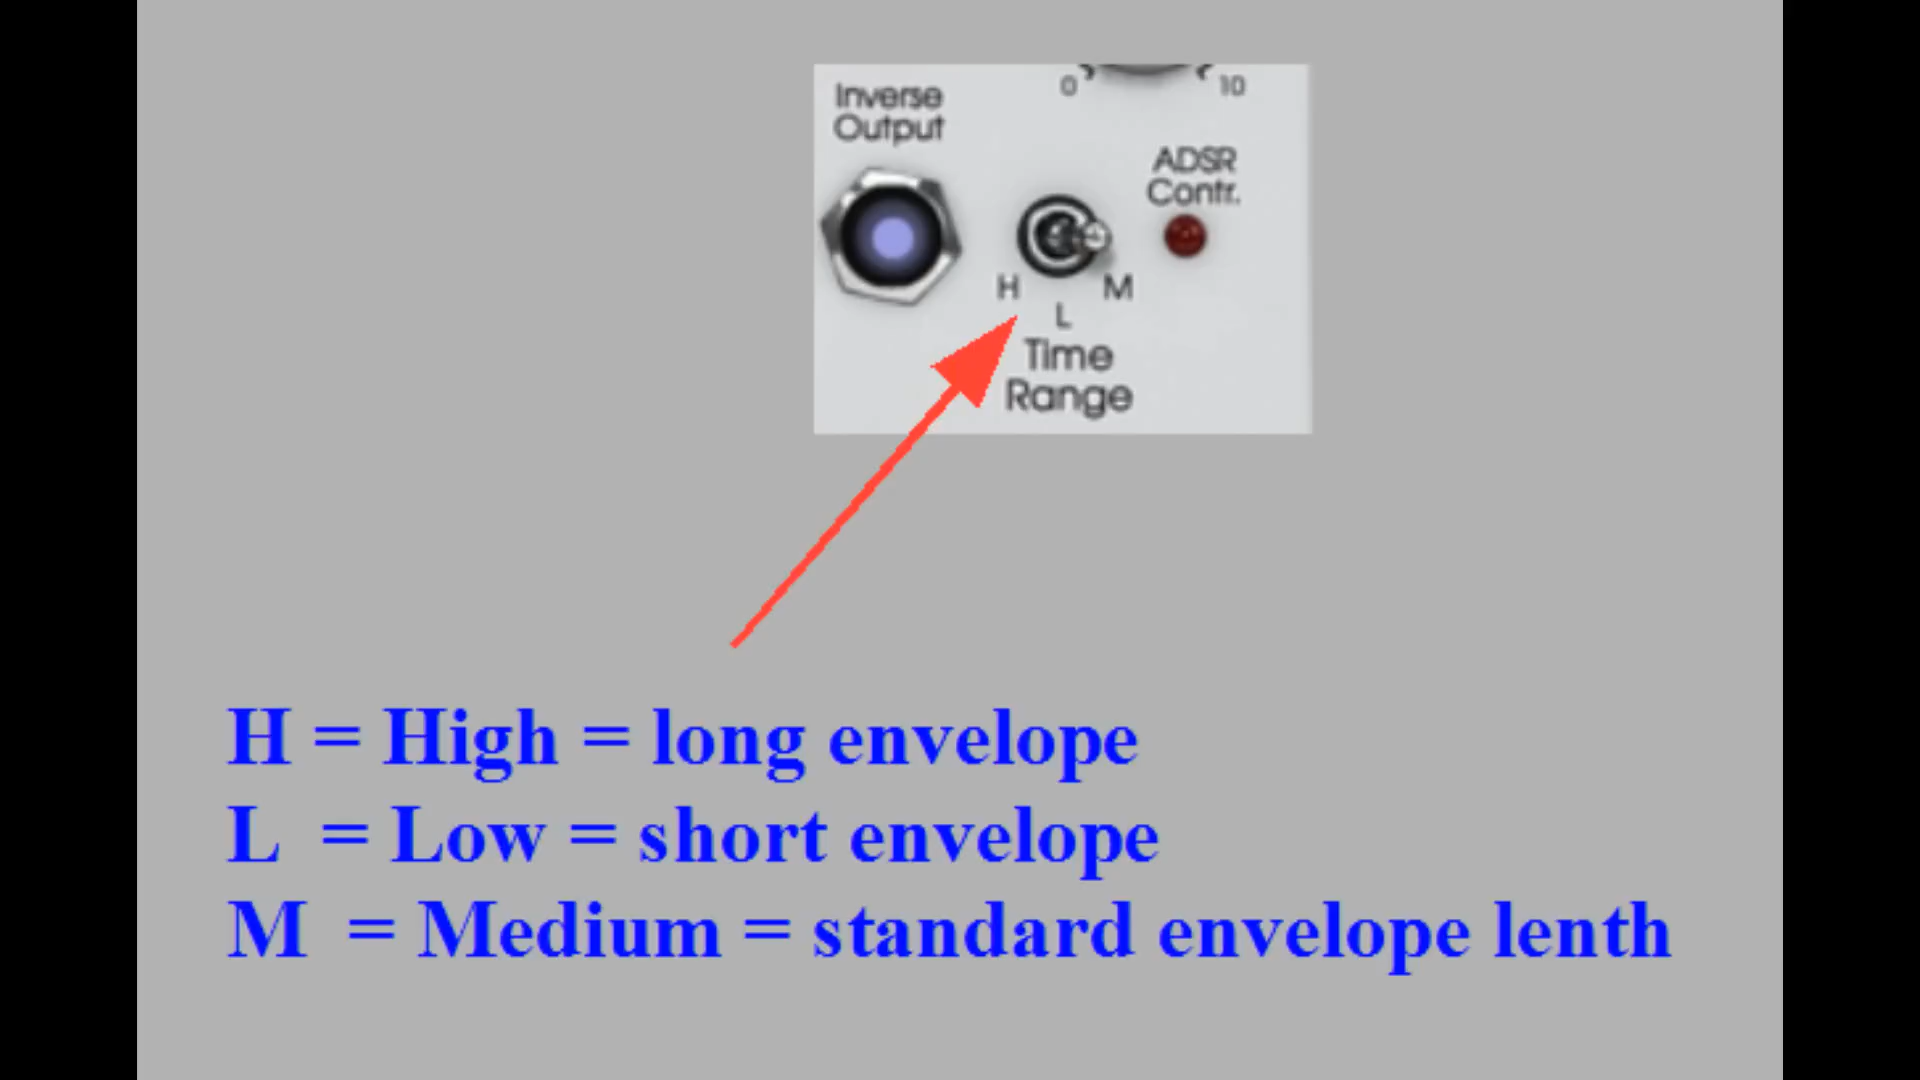 Inverse
Output
0
10
ADSR
Contr.
H
M
L
Time
Range
H = High = long envelope
L = Low = short envelope
M = Medium = standard envelope lenth